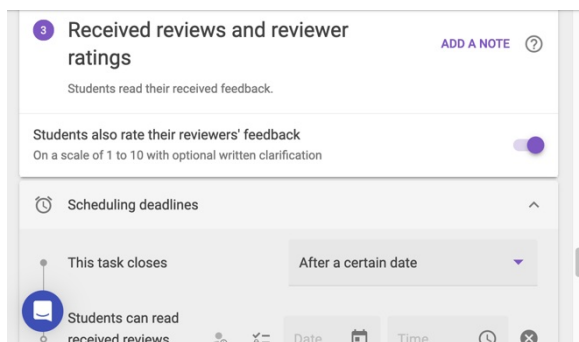 3 Received reviews and reviewer
ratings
ADD A NOTE ?
Students read their received feedback.
Students also rate their reviewers' feedback
On a scale of 1 to 10 with optional written clarification
Scheduling deadlines
This task closes After a certain date
Students can read
received reviews Date Time